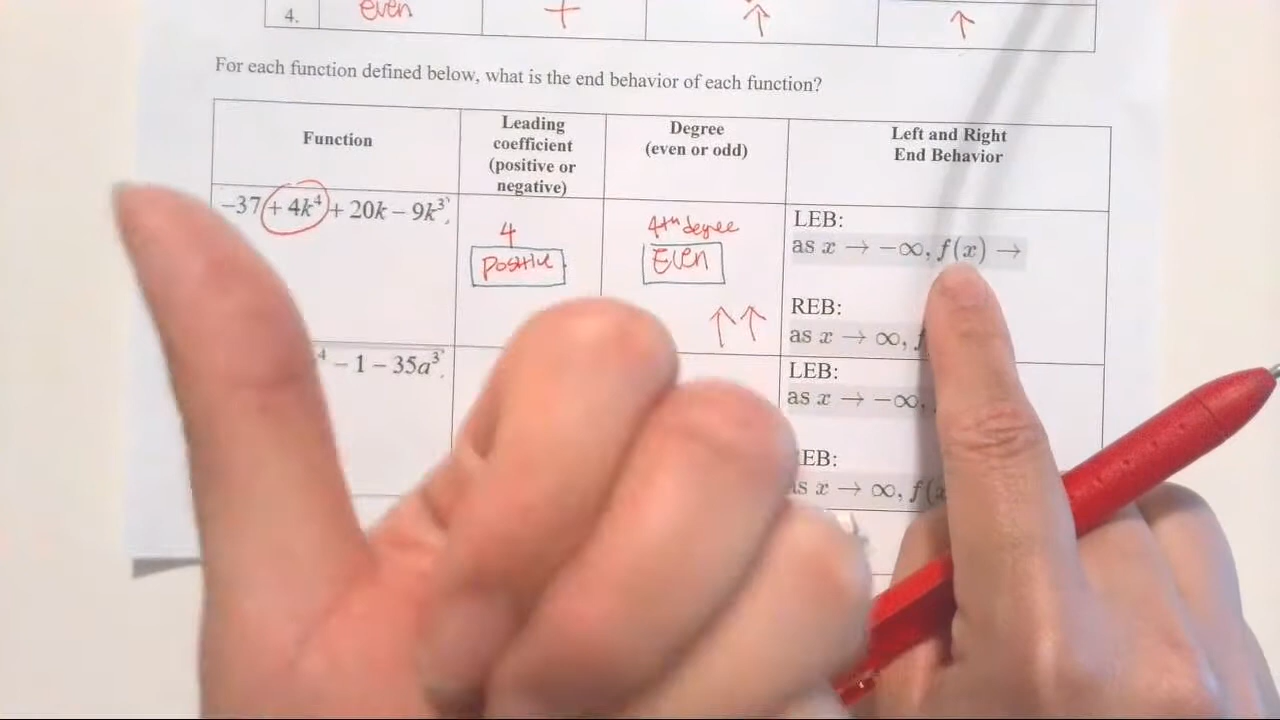 4. even + ↑ ↑
For each function defined below, what is the end behavior of each function?
Function
Leading
coefficient
(positive or
negative)
Degree
(even or odd)
Left and Right
End Behavior
−37 + 4k⁴ + 20k − 9k³
4
Positive
4th degree
Even
↑↑
LEB:
as x → −∞, f(x) →
REB:
as x → ∞,
⁴ − 1 − 35a³
LEB:
as x → −∞,
EB:
as x → ∞, f(x